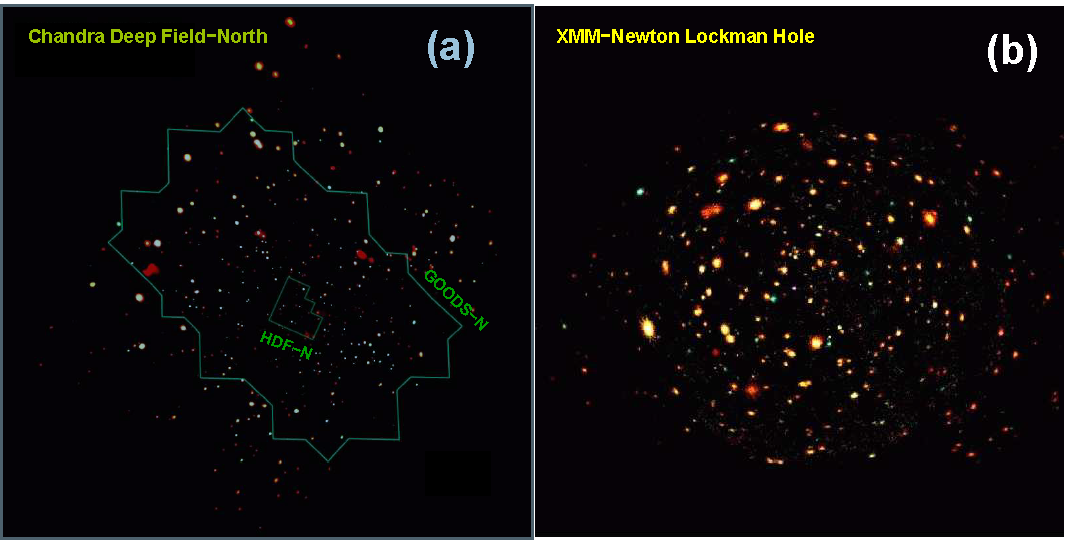 Chandra Deep Field-North
(a)
GOODS-N
HDF-N
XMM-Newton Lockman Hole
(b)